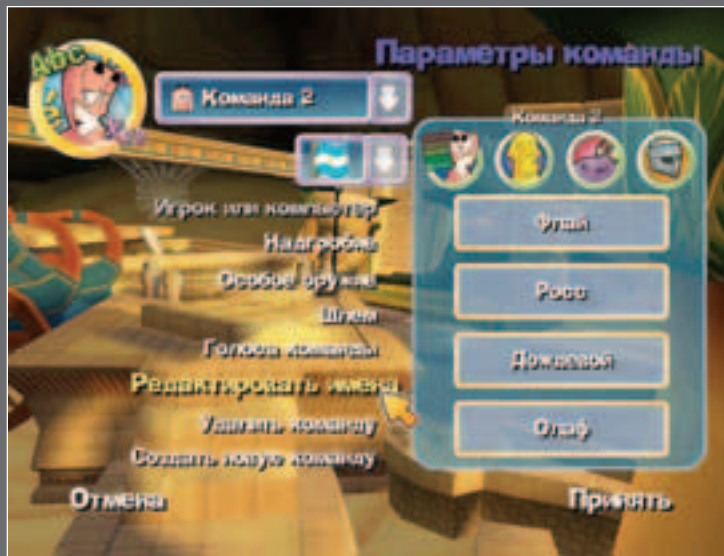 Abc
Параметры команды
Команда 2
Команда 2
Игрок или компьютер
Надгробие
Особое оружие
Шлем
Голоса команды
Редактировать имена
Удалить команду
Создать новую команду
Росс
Дождевой
Олаф
Отмена
Принять